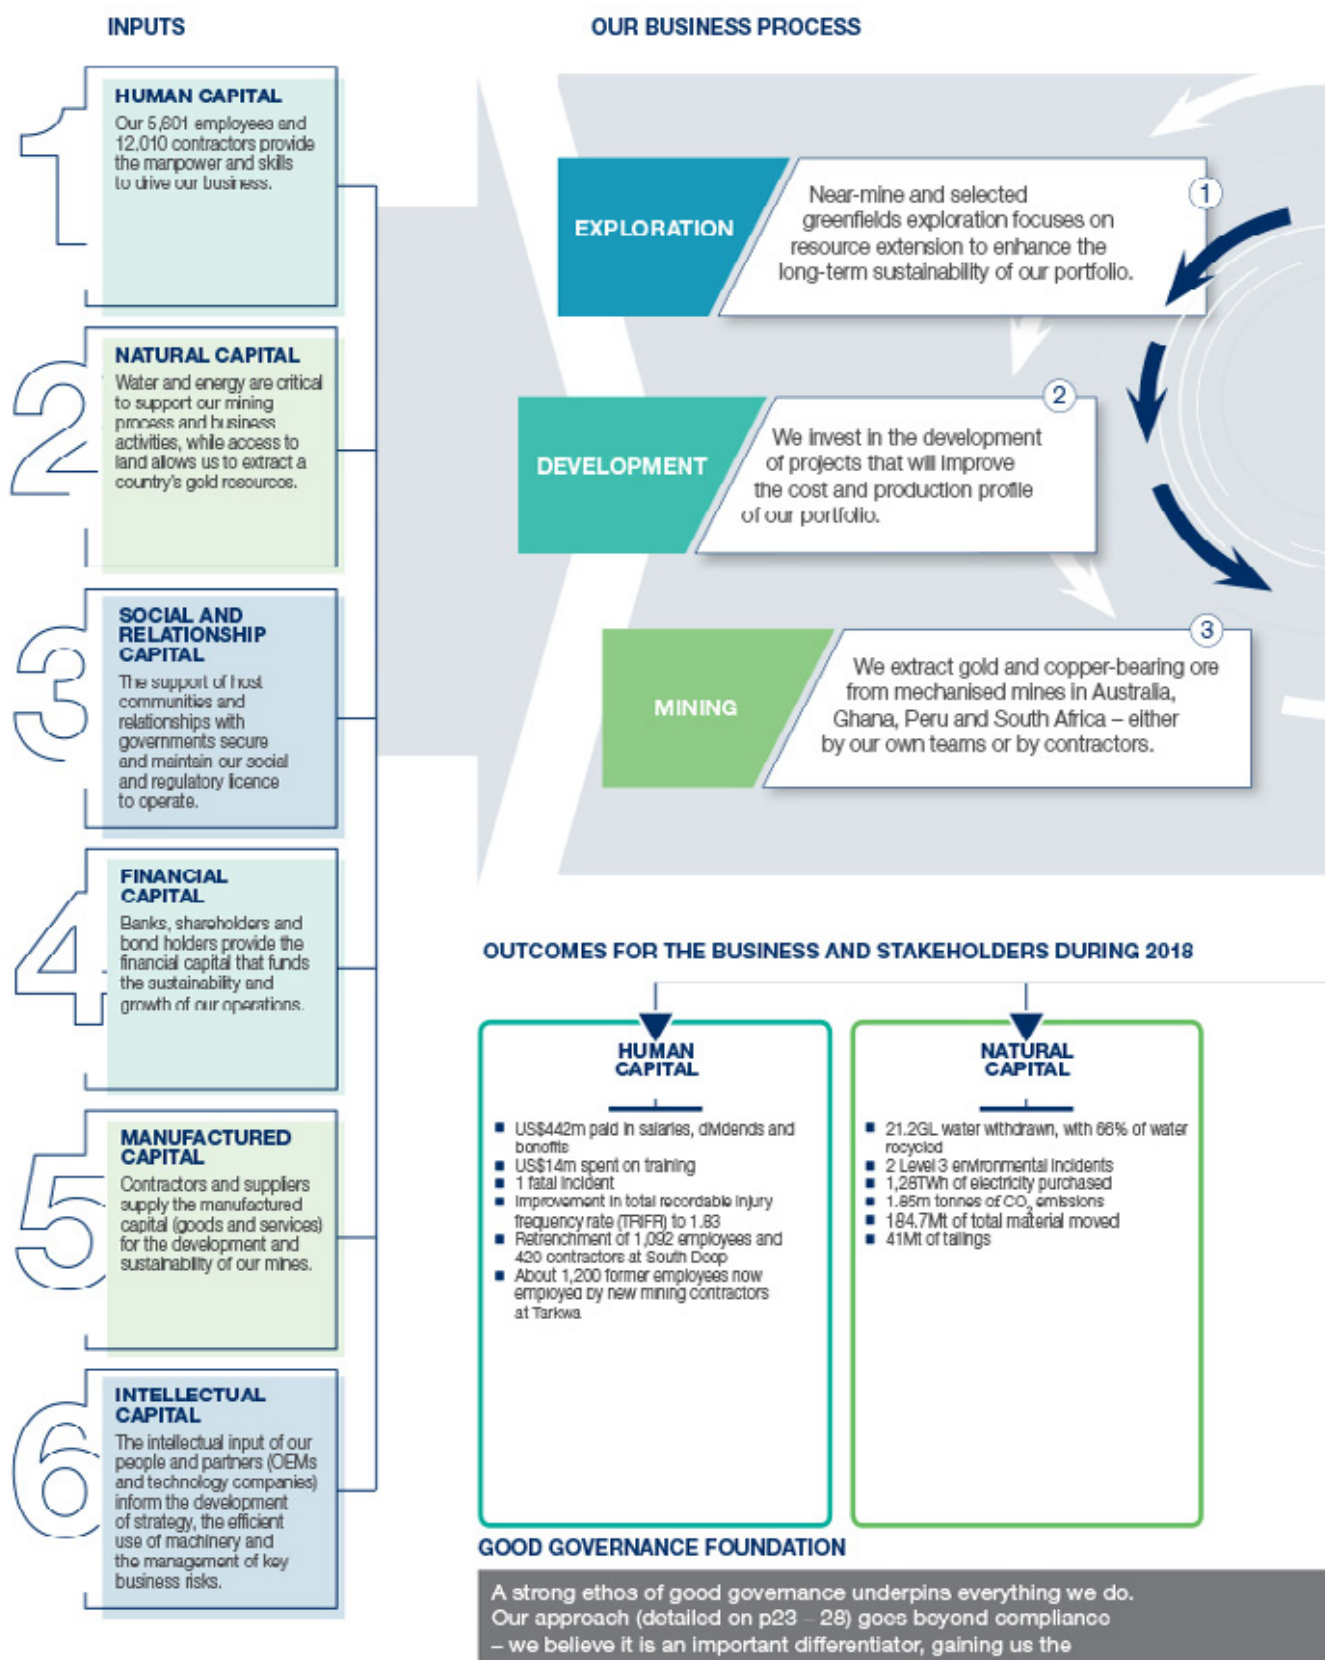 INPUTS
1
HUMAN CAPITAL
Our 5,601 employees and
12,010 contractors provide
the manpower and skills
to drive our business.
2
NATURAL CAPITAL
Water and energy are critical
to support our mining
process and business
activities, while access to
land allows us to extract a
country's gold resources.
3
SOCIAL AND
RELATIONSHIP
CAPITAL
The support of host
communities and
relationships with
governments secure
and maintain our social
and regulatory licence
to operate.
4
FINANCIAL
CAPITAL
Banks, shareholders and
bond holders provide the
financial capital that funds
the sustainability and
growth of our operations.
5
MANUFACTURED
CAPITAL
Contractors and suppliers
supply the manufactured
capital (goods and services)
for the development and
sustainability of our mines.
6
INTELLECTUAL
CAPITAL
The intellectual input of our
people and partners (OEMs
and technology companies)
inform the development
of strategy, the efficient
use of machinery and
the management of key
business risks.
OUR BUSINESS PROCESS
EXPLORATION
1
Near-mine and selected
greenfields exploration focuses on
resource extension to enhance the
long-term sustainability of our portfolio.
DEVELOPMENT
2
We invest in the development
of projects that will improve
the cost and production profile
of our portfolio.
MINING
3
We extract gold and copper-bearing ore
from mechanised mines in Australia,
Ghana, Peru and South Africa – either
by our own teams or by contractors.
OUTCOMES FOR THE BUSINESS AND STAKEHOLDERS DURING 2018
HUMAN
CAPITAL
■ US$442m paid in salaries, dividends and
benefits
■ US$14m spent on training
■ 1 fatal incident
■ Improvement in total recordable injury
frequency rate (TRIFR) to 1.83
■ Retrenchment of 1,092 employees and
420 contractors at South Deep
■ About 1,200 former employees now
employed by new mining contractors
at Tarkwa
NATURAL
CAPITAL
■ 21.2GL water withdrawn, with 66% of water
recycled
■ 2 Level 3 environmental incidents
■ 1,28TWh of electricity purchased
■ 1.85m tonnes of CO₂ emissions
■ 184.7Mt of total material moved
■ 41Mt of tailings
GOOD GOVERNANCE FOUNDATION
A strong ethos of good governance underpins everything we do.
Our approach (detailed on p23 – 28) goes beyond compliance
– we believe it is an important differentiator, gaining us the